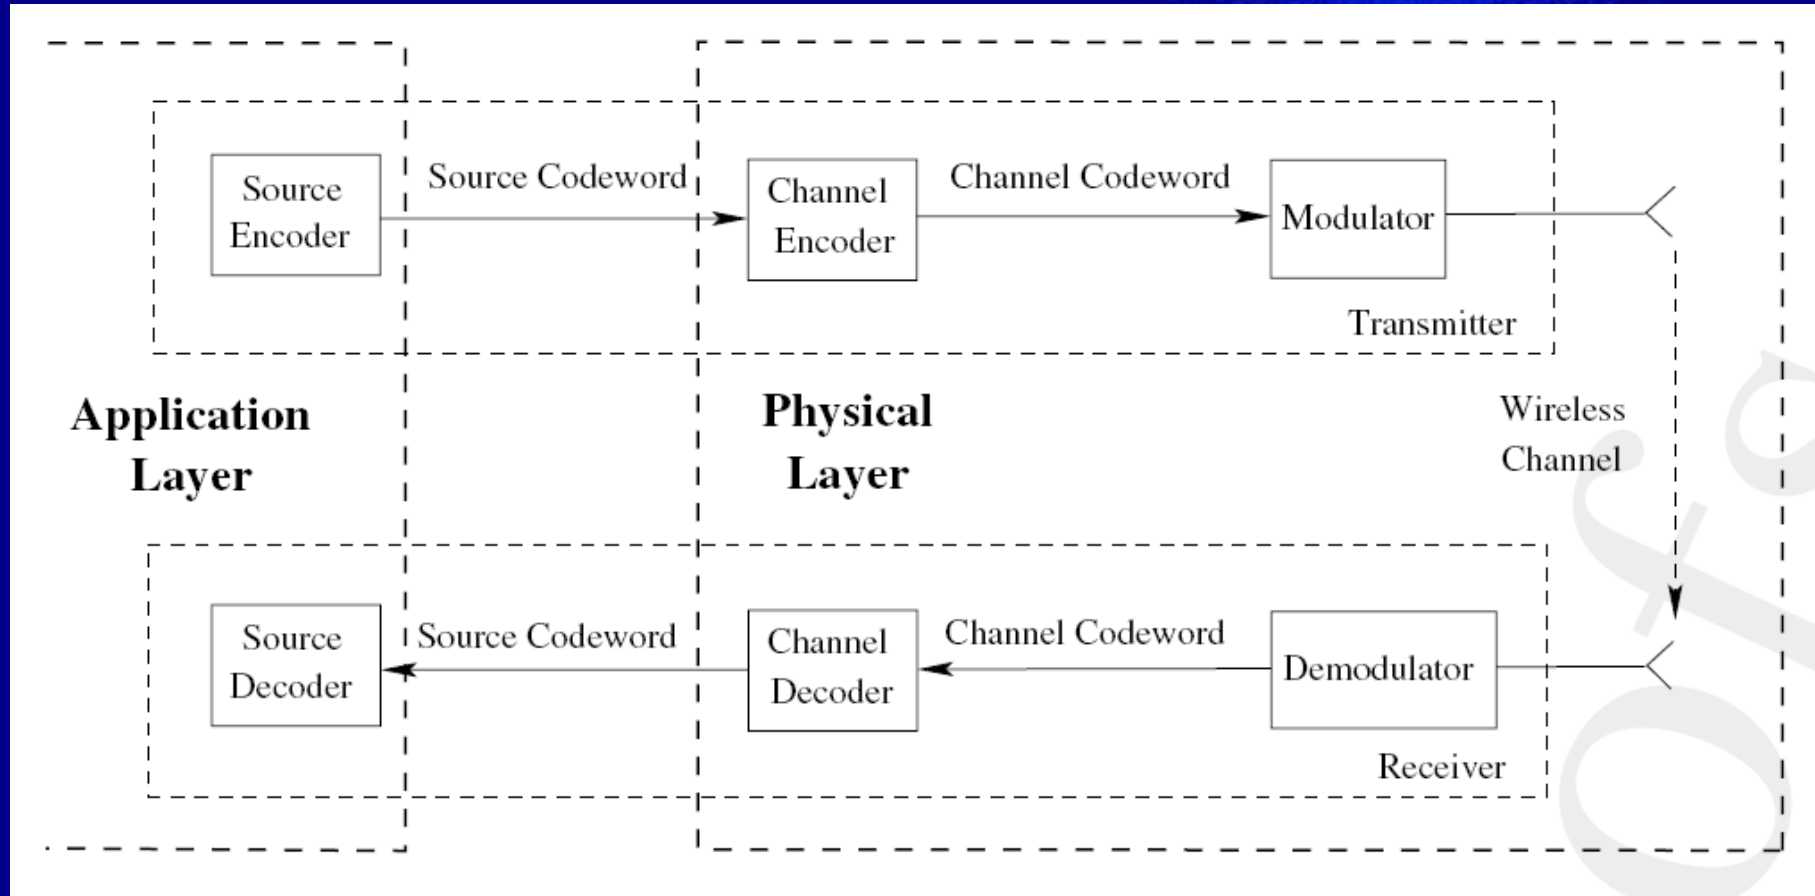 Source
Encoder
Source Codeword
Channel
Encoder
Channel Codeword
Modulator
Transmitter
Application
Layer
Physical
Layer
Wireless
Channel
Source
Decoder
Source Codeword
Channel
Decoder
Channel Codeword
Demodulator
Receiver
ofs